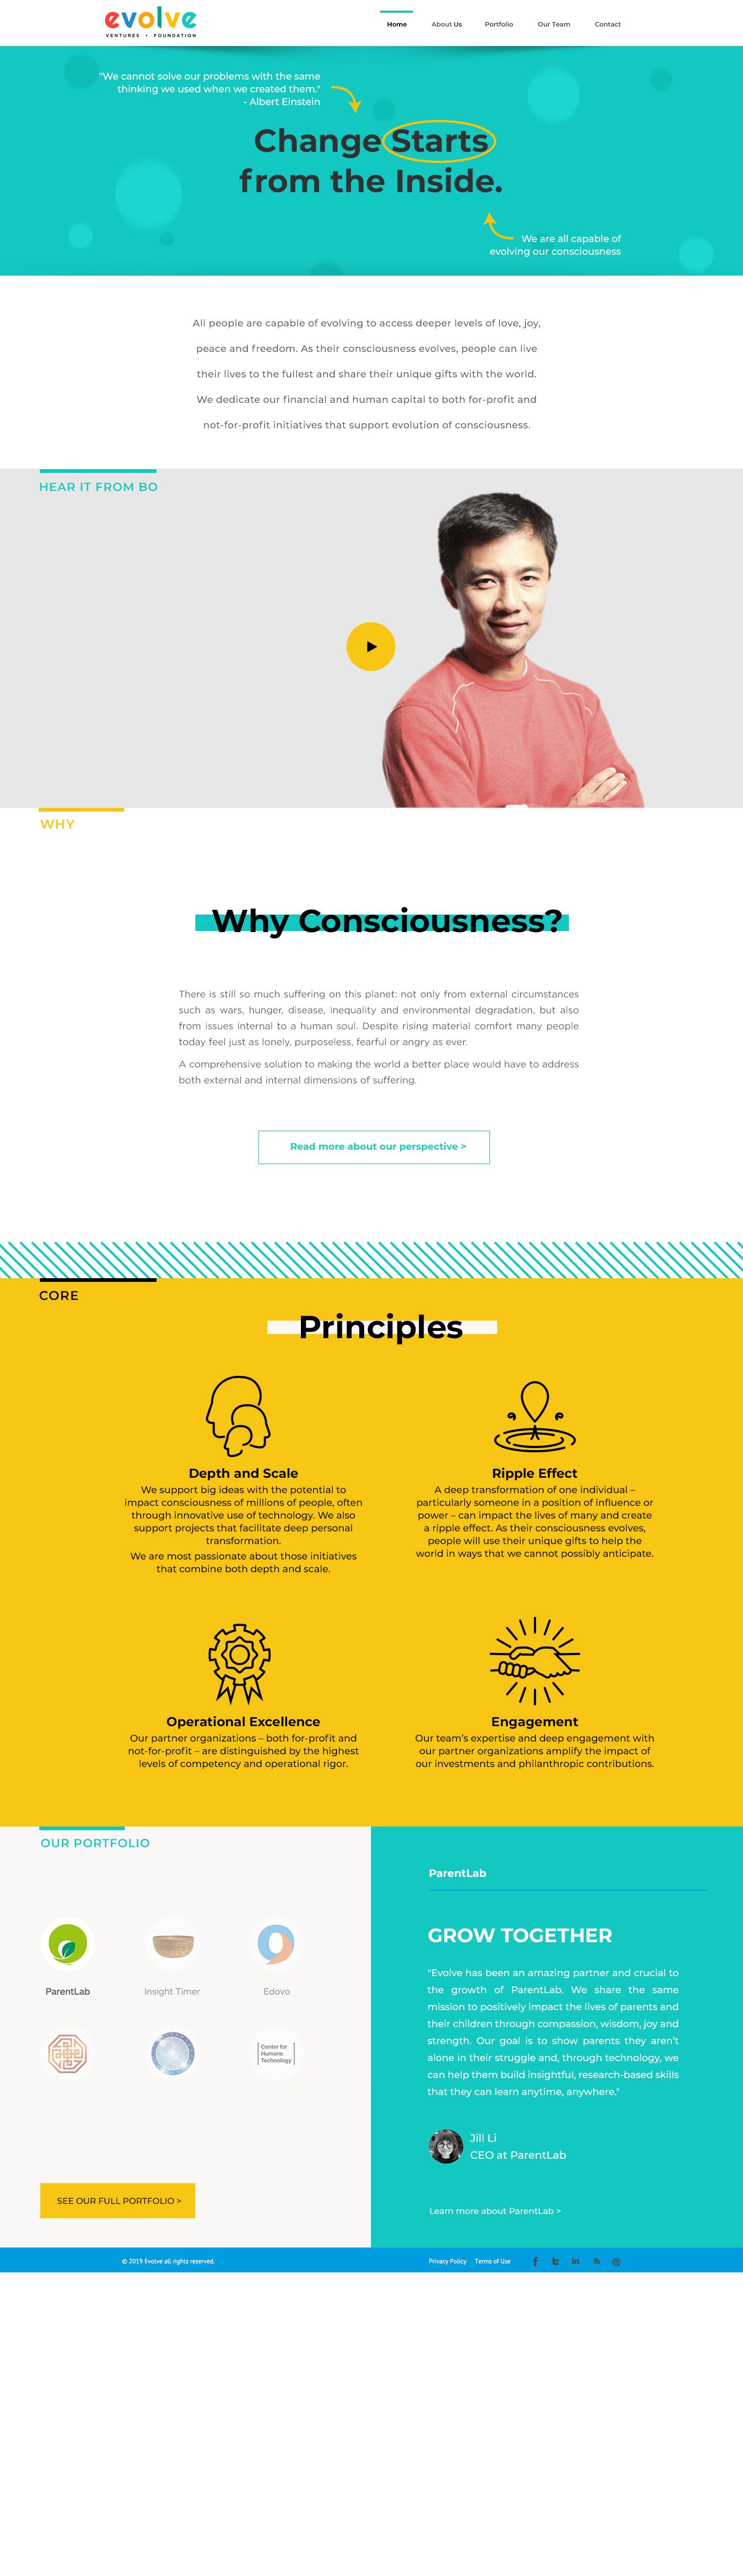 evolve
VENTURES • FOUNDATION
Home
About Us
Portfolio
Our Team
Contact
"We cannot solve our problems with the same
thinking we used when we created them."
- Albert Einstein
Change Starts
from the Inside.
We are all capable of
evolving our consciousness
All people are capable of evolving to access deeper levels of love, joy,
peace and freedom. As their consciousness evolves, people can live
their lives to the fullest and share their unique gifts with the world.
We dedicate our financial and human capital to both for-profit and
not-for-profit initiatives that support evolution of consciousness.
HEAR IT FROM BO
WHY
Why Consciousness?
There is still so much suffering on this planet: not only from external circumstances
such as wars, hunger, disease, inequality and environmental degradation, but also
from issues internal to a human soul. Despite rising material comfort many people
today feel just as lonely, purposeless, fearful or angry as ever.
A comprehensive solution to making the world a better place would have to address
both external and internal dimensions of suffering.
Read more about our perspective >
CORE
Principles
Depth and Scale
We support big ideas with the potential to
impact consciousness of millions of people, often
through innovative use of technology. We also
support projects that facilitate deep personal
transformation.
We are most passionate about those initiatives
that combine both depth and scale.
Ripple Effect
A deep transformation of one individual –
particularly someone in a position of influence or
power – can impact the lives of many and create
a ripple effect. As their consciousness evolves,
people will use their unique gifts to help the
world in ways that we cannot possibly anticipate.
Operational Excellence
Our partner organizations – both for-profit and
not-for-profit – are distinguished by the highest
levels of competency and operational rigor.
Engagement
Our team's expertise and deep engagement with
our partner organizations amplify the impact of
our investments and philanthropic contributions.
OUR PORTFOLIO
ParentLab
Insight Timer
Edovo
Center for
Humane
Technology
SEE OUR FULL PORTFOLIO >
ParentLab
GROW TOGETHER
"Evolve has been an amazing partner and crucial to
the growth of ParentLab. We share the same
mission to positively impact the lives of parents and
their children through compassion, wisdom, joy and
strength. Our goal is to show parents they aren't
alone in their struggle and, through technology, we
can help them build insightful, research-based skills
that they can learn anytime, anywhere."
Jill Li
CEO at ParentLab
Learn more about ParentLab >
© 2019 Evolve all rights reserved.
Privacy Policy
Terms of Use